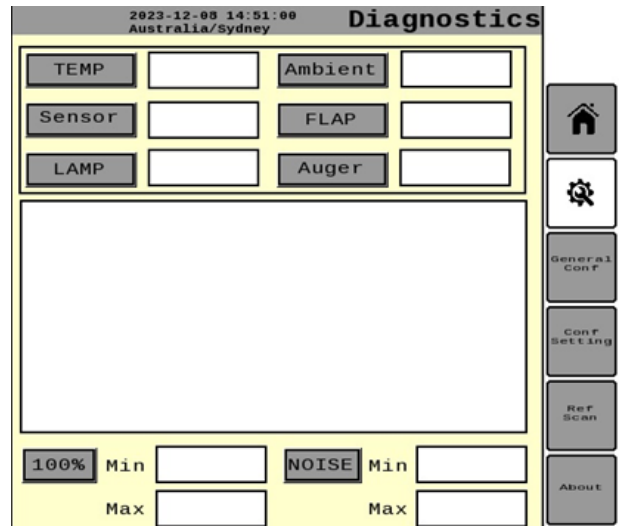 2023-12-08 14:51:00
Australia/Sydney
Diagnostics
TEMP
Ambient
Sensor
FLAP
LAMP
Auger
General
Conf
Conf
Setting
Ref
Scan
About
100% Min
NOISE Min
Max
Max